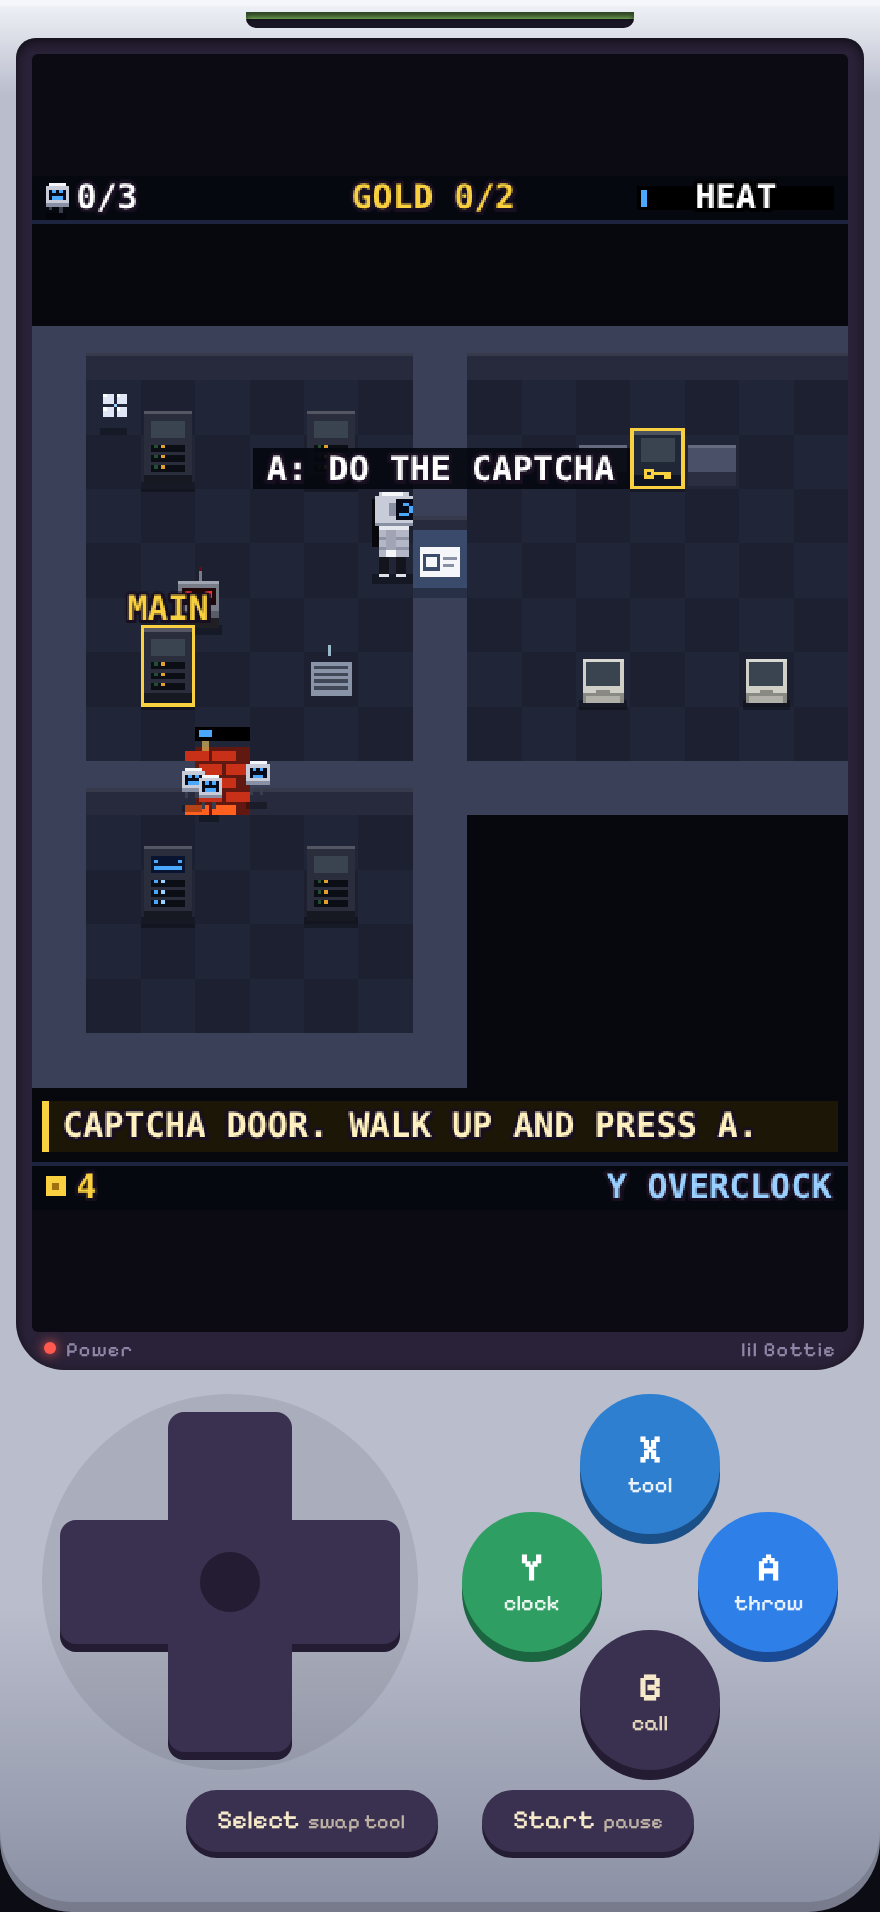 0/3
GOLD 0/2
HEAT
A: DO THE CAPTCHA
MAIN
CAPTCHA DOOR. WALK UP AND PRESS A.
4
Y OVERCLOCK
Power
lil Bottie
X
tool
Y
clock
A
throw
B
call
Select swap tool
Start pause